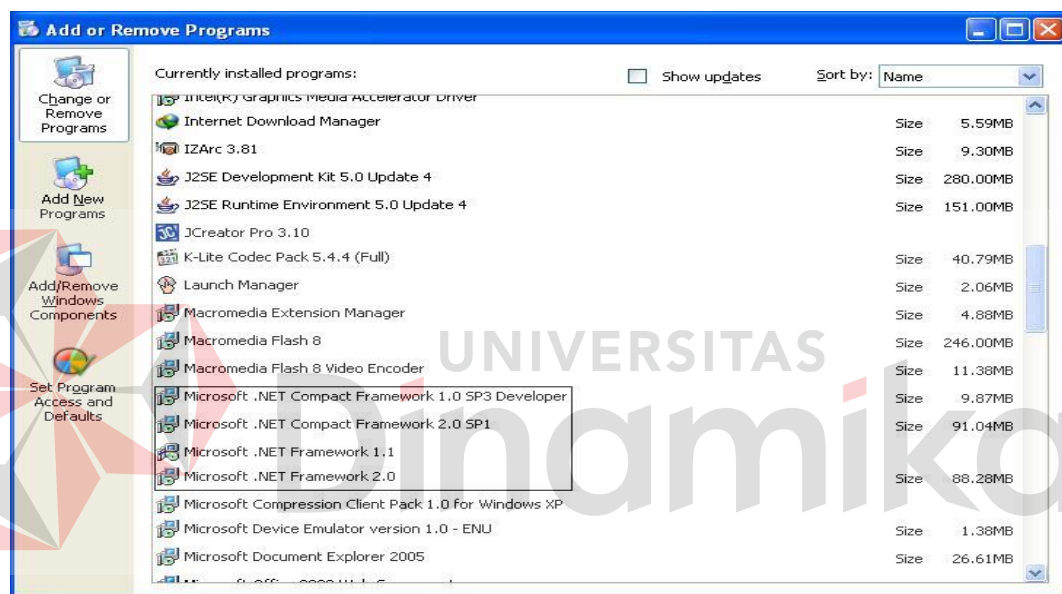 Add or Remove Programs
Change or
Remove
Programs
Add New
Programs
Add/Remove
Windows
Components
Set Program
Access and
Defaults
Currently installed programs:
Show updates
Sort by: Name
Intel(R) Graphics Media Accelerator Driver
Internet Download Manager Size 5.59MB
IZArc 3.81 Size 9.30MB
J2SE Development Kit 5.0 Update 4 Size 280.00MB
J2SE Runtime Environment 5.0 Update 4 Size 151.00MB
JCreator Pro 3.10
K-Lite Codec Pack 5.4.4 (Full) Size 40.79MB
Launch Manager Size 2.06MB
Macromedia Extension Manager Size 4.88MB
Macromedia Flash 8 Size 246.00MB
Macromedia Flash 8 Video Encoder Size 11.38MB
Microsoft .NET Compact Framework 1.0 SP3 Developer Size 9.87MB
Microsoft .NET Compact Framework 2.0 SP1 Size 91.04MB
Microsoft .NET Framework 1.1
Microsoft .NET Framework 2.0 Size 88.28MB
Microsoft Compression Client Pack 1.0 for Windows XP
Microsoft Device Emulator version 1.0 - ENU Size 1.38MB
Microsoft Document Explorer 2005 Size 26.61MB
UNIVERSITAS
Dinamika